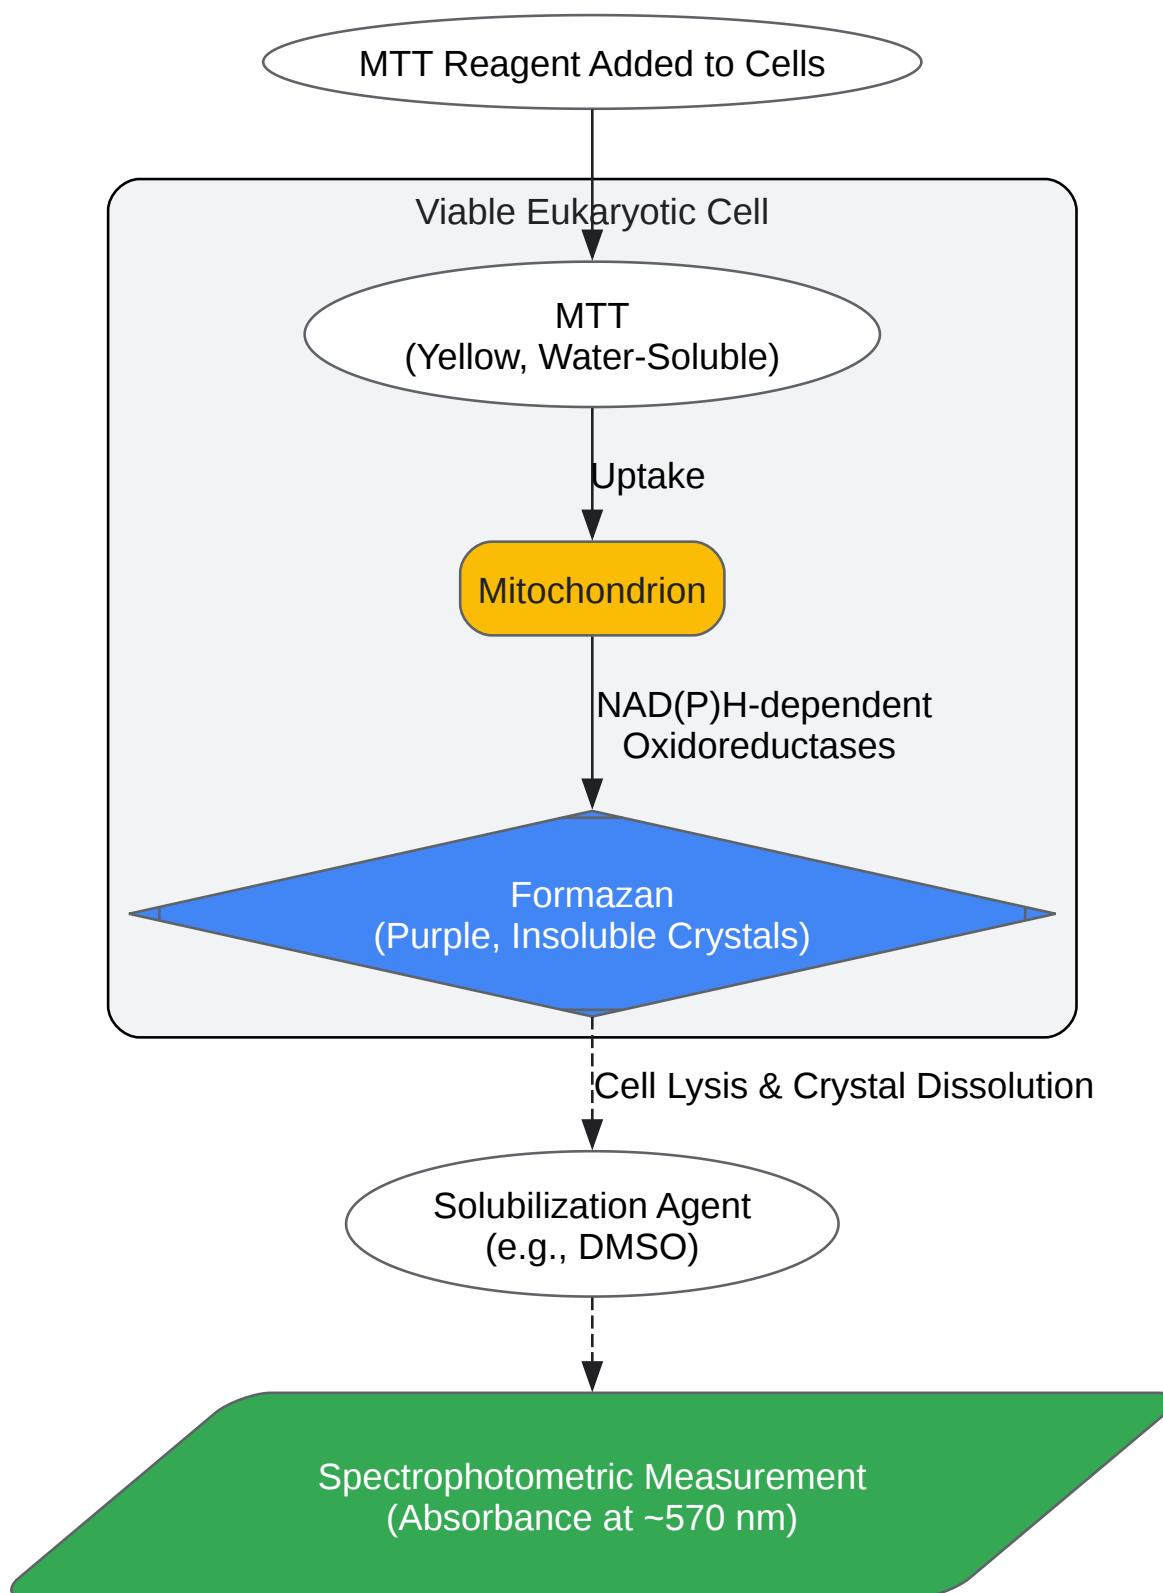 MTT Reagent Added to Cells
Viable Eukaryotic Cell
MTT
(Yellow, Water-Soluble)
Uptake
Mitochondrion
NAD(P)H-dependent
Oxidoreductases
Formazan
(Purple, Insoluble Crystals)
Cell Lysis & Crystal Dissolution
Solubilization Agent
(e.g., DMSO)
Spectrophotometric Measurement
(Absorbance at ~570 nm)